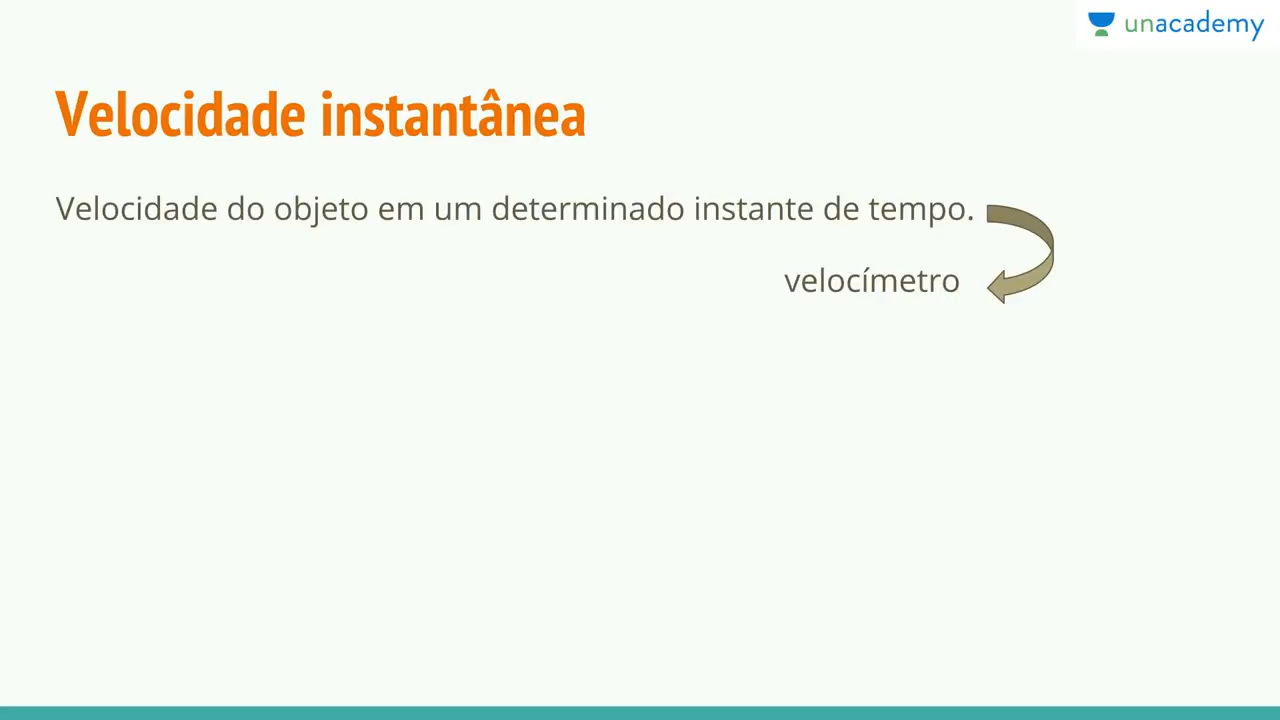 unacademy
Velocidade instantânea
Velocidade do objeto em um determinado instante de tempo.
velocímetro